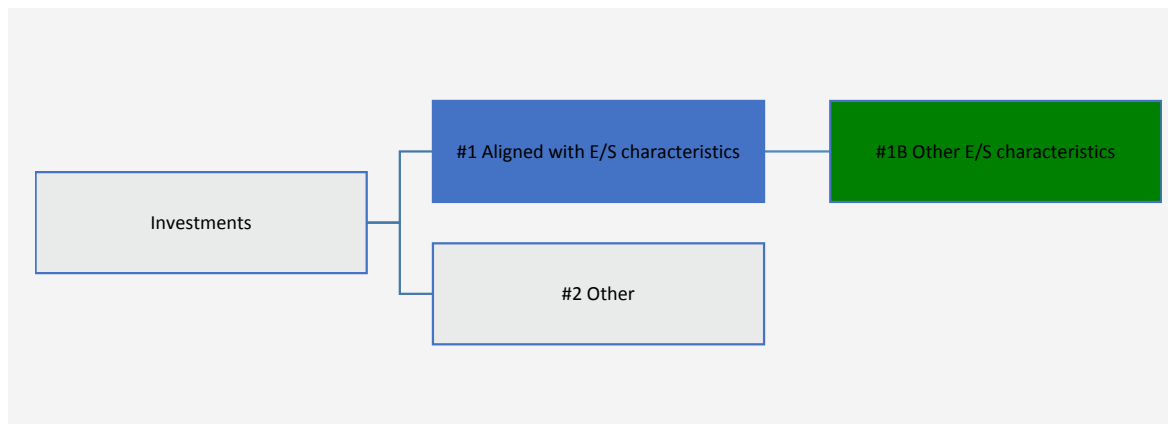 #1 Aligned with E/S characteristics
#1B Other E/S characteristics
Investments
#2 Other